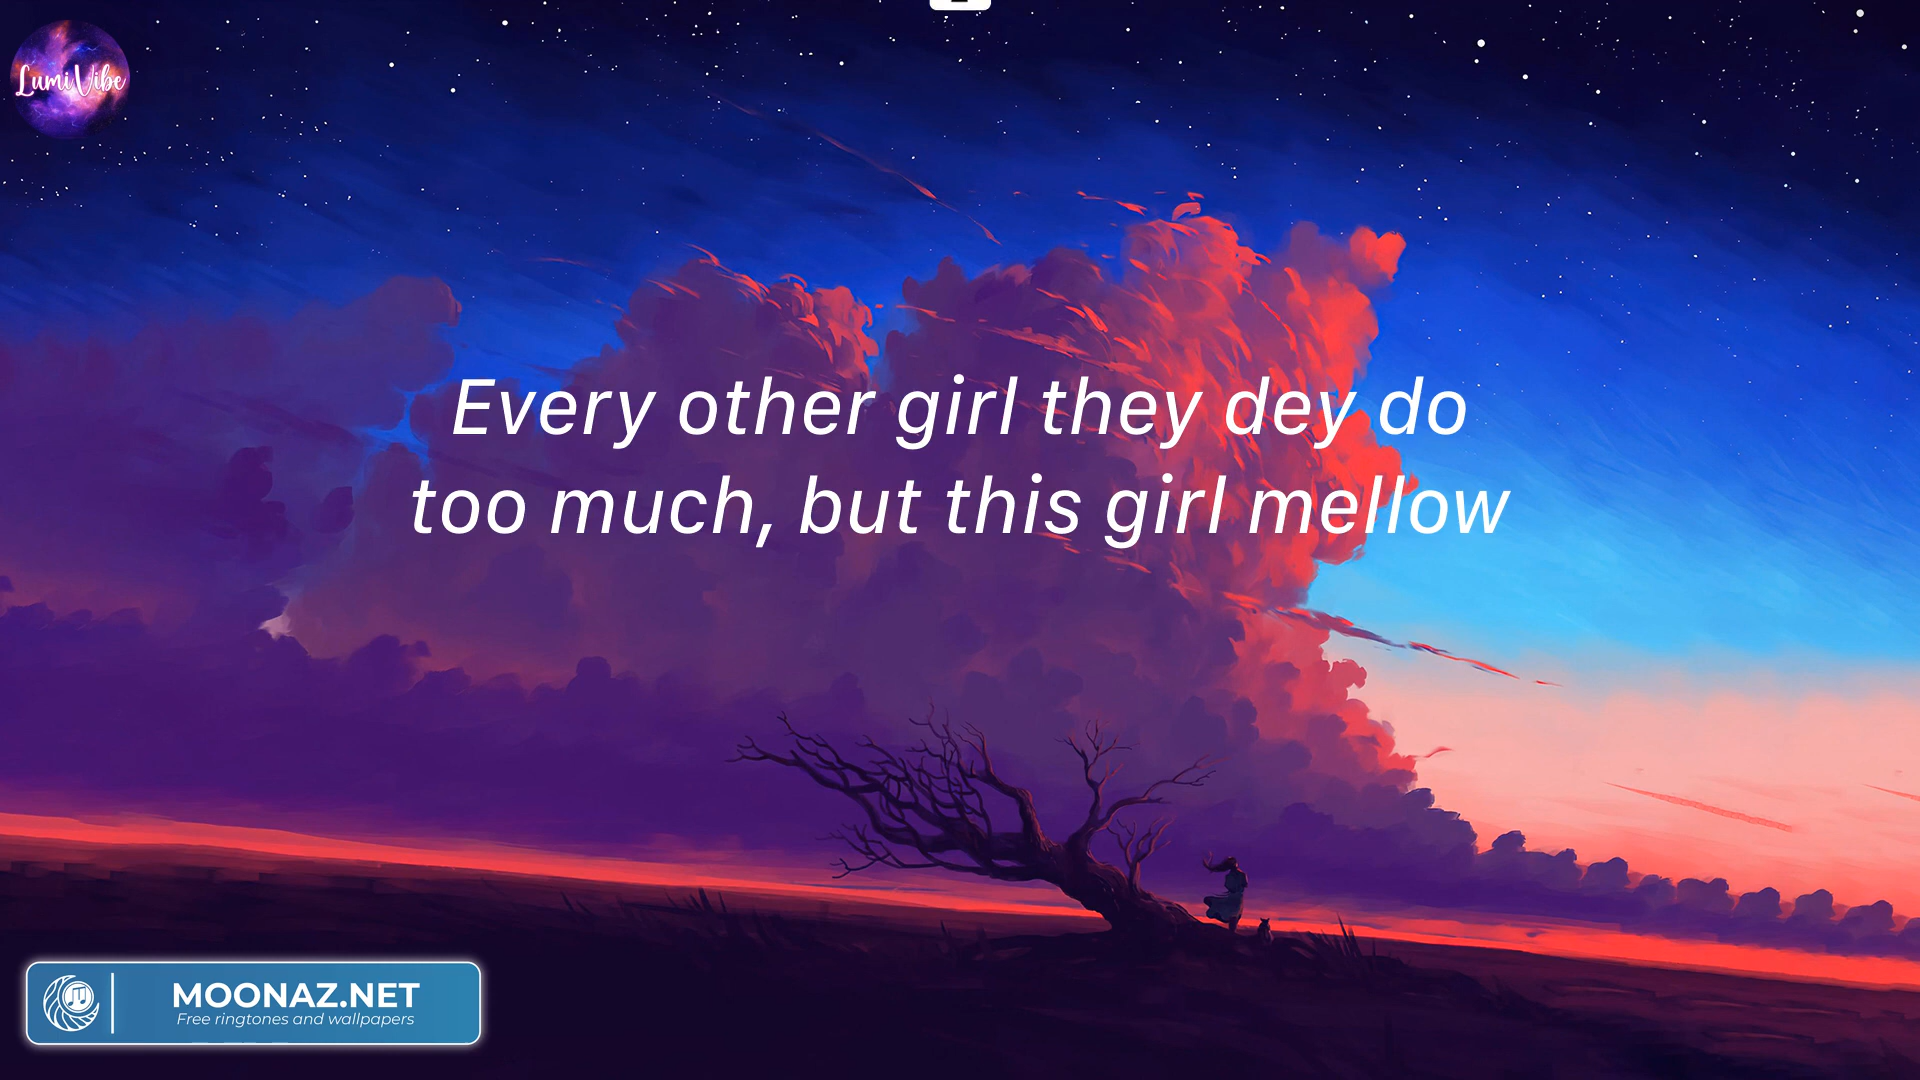 LumiVibe
Every other girl they dey do
too much, but this girl mellow
MOONAZ.NET
Free ringtones and wallpapers